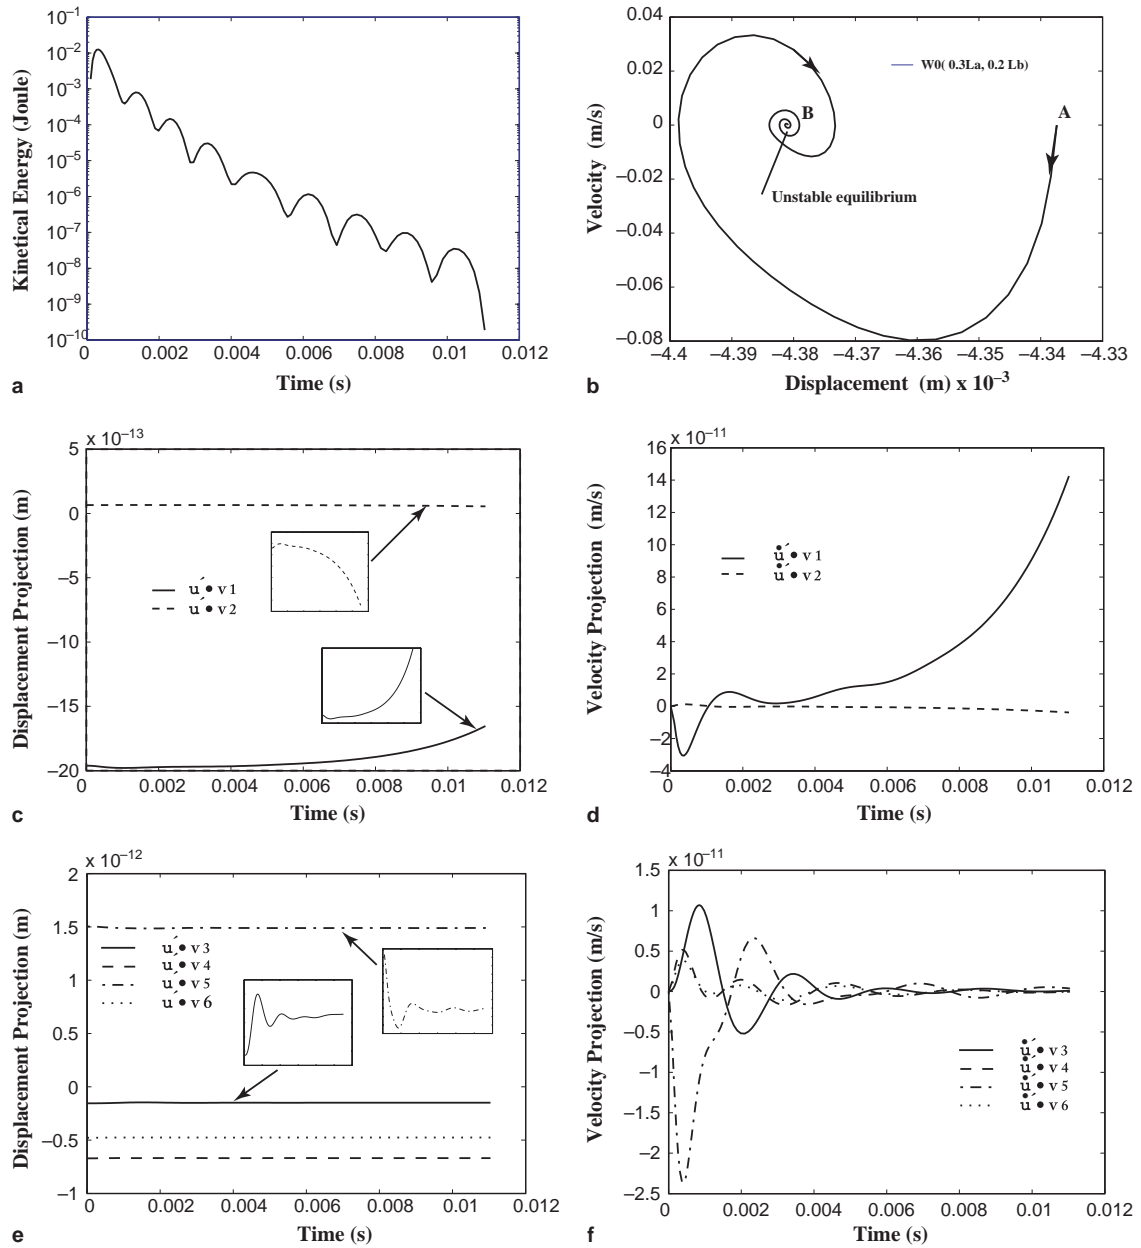 10−1
10−2
10−3
10−4
10−5
10−6
10−7
10−8
10−9
10−10
Kinetical Energy (Joule)
0 0.002 0.004 0.006 0.008 0.01 0.012
Time (s)
a
0.04
0.02
0
−0.02
−0.04
−0.06
−0.08
Velocity (m/s)
W0( 0.3La, 0.2 Lb)
A
B
Unstable equilibrium
−4.4 −4.39 −4.38 −4.37 −4.36 −4.35 −4.34 −4.33
Displacement (m) x 10−3
b
x 10−13
5
0
−5
−10
−15
−20
Displacement Projection (m)
u´ • v 1
u´ • v 2
0 0.002 0.004 0.006 0.008 0.01 0.012
Time (s)
c
x 10−11
16
14
12
10
8
6
4
2
0
−2
−4
Velocity Projection (m/s)
u̇´ • v 1
u̇´ • v 2
0 0.002 0.004 0.006 0.008 0.01 0.012
Time (s)
d
x 10−12
2
1.5
1
0.5
0
−0.5
−1
Displacement Projection (m)
u´ • v 3
u´ • v 4
u´ • v 5
u´ • v 6
0 0.002 0.004 0.006 0.008 0.01 0.012
Time (s)
e
x 10−11
1.5
1
0.5
0
−0.5
−1
−1.5
−2
−2.5
Velocity Projection (m/s)
u̇´ • v 3
u̇´ • v 4
u̇´ • v 5
u̇´ • v 6
0 0.002 0.004 0.006 0.008 0.01 0.012
Time (s)
f